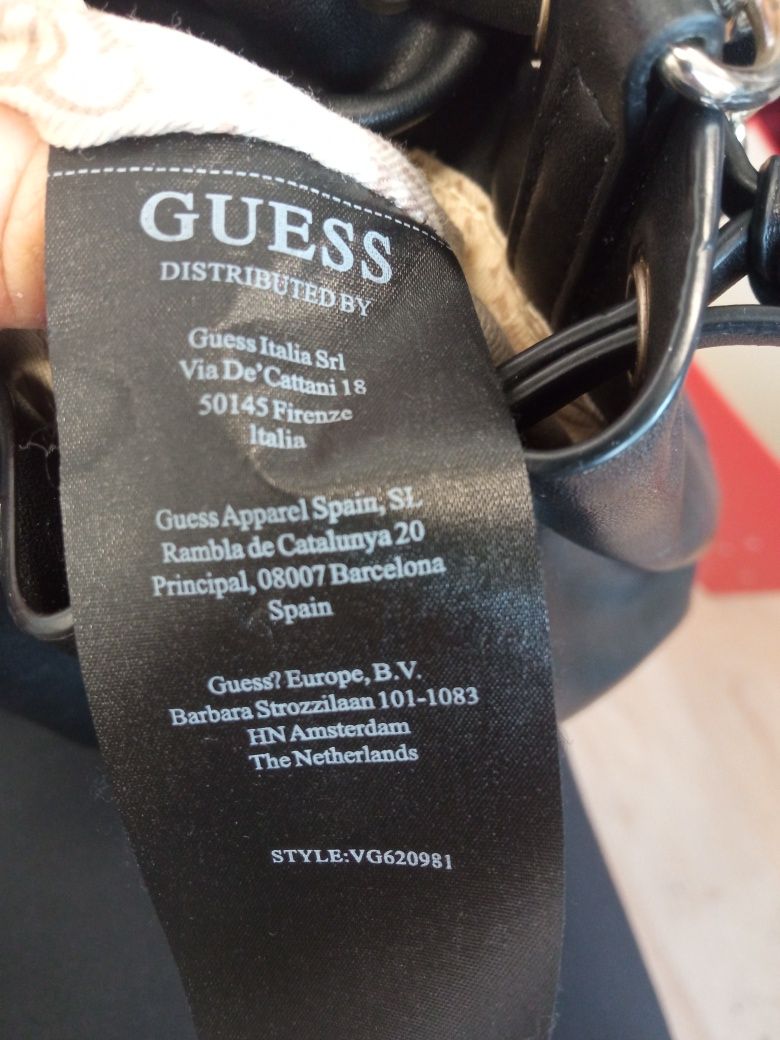 GUESS
DISTRIBUTED BY
Guess Italia Srl
Via De'Cattani 18
50145 Firenze
Italia
Guess Apparel Spain, SL
Rambla de Catalunya 20
Principal, 08007 Barcelona
Spain
Guess? Europe, B.V.
Barbara Strozzilaan 101-1083
HN Amsterdam
The Netherlands
STYLE:VG620981